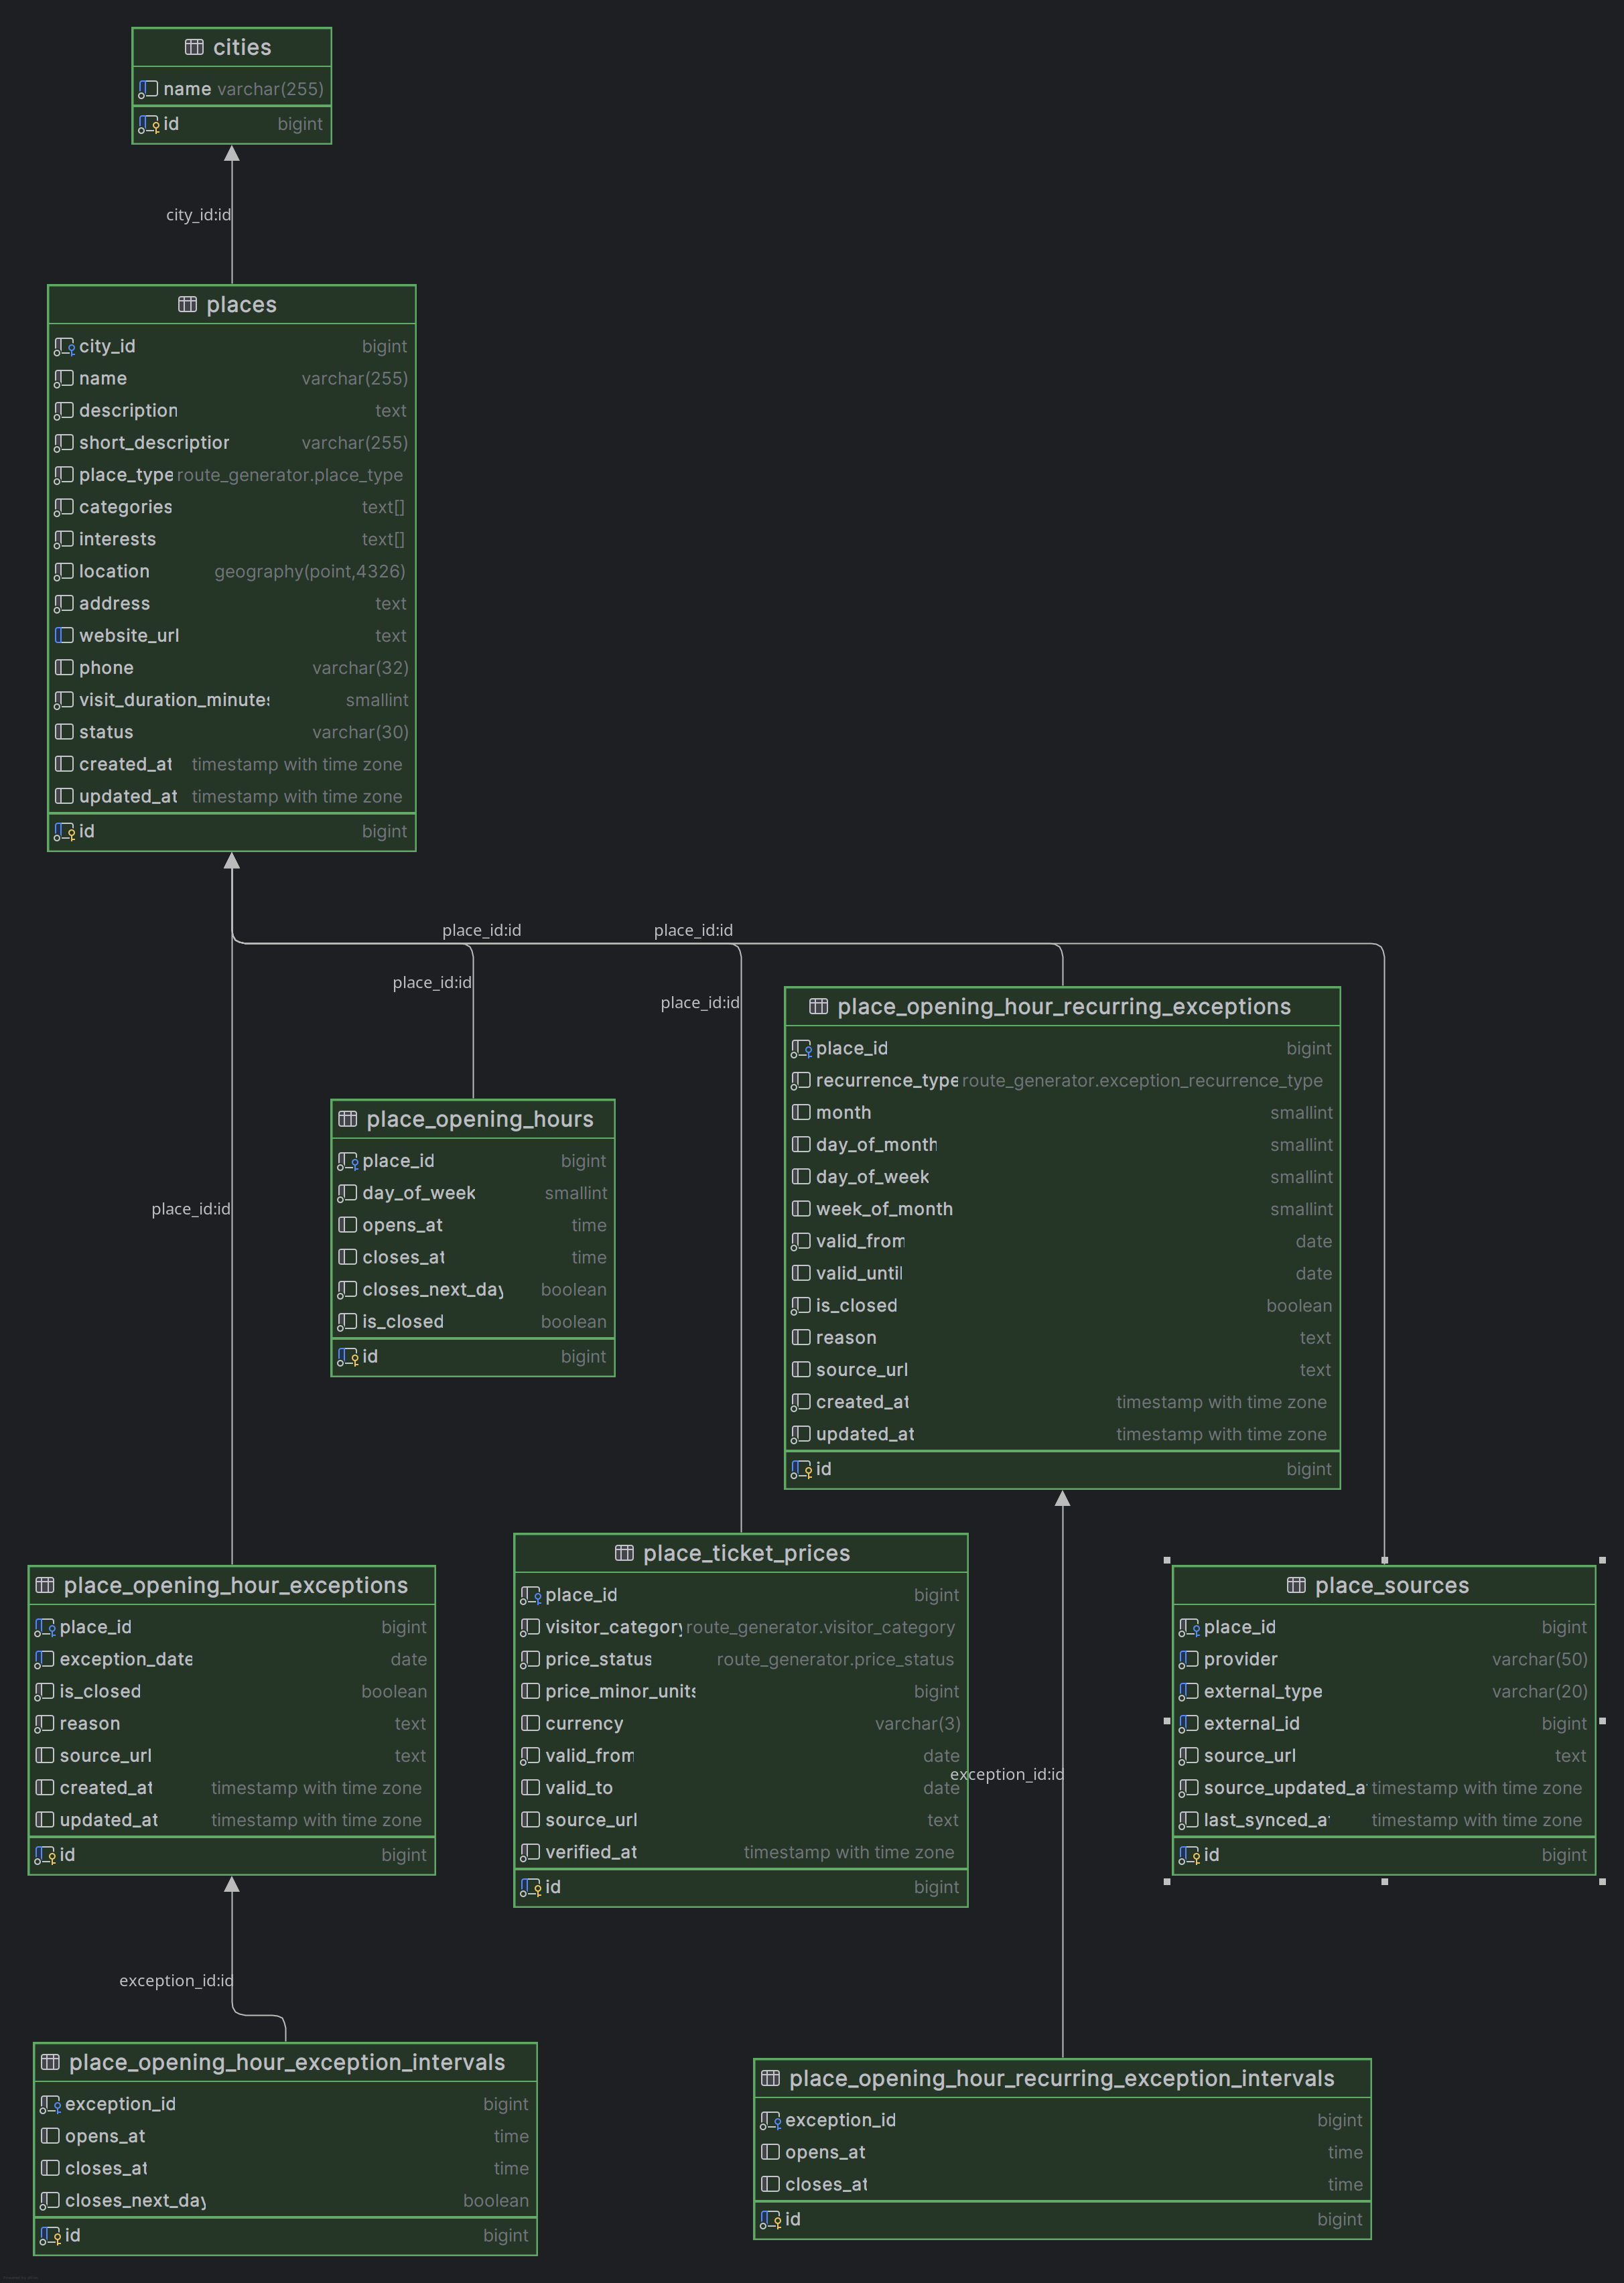 cities
name varchar(255)
id bigint
city_id:id
places
city_id bigint
name varchar(255)
description text
short_description varchar(255)
place_type route_generator.place_type
categories text[]
interests text[]
location geography(point,4326)
address text
website_url text
phone varchar(32)
visit_duration_minutes smallint
status varchar(30)
created_at timestamp with time zone
updated_at timestamp with time zone
id bigint
place_id:id
place_id:id
place_id:id
place_id:id
place_id:id
place_opening_hour_recurring_exceptions
place_id bigint
recurrence_type route_generator.exception_recurrence_type
month smallint
day_of_month smallint
day_of_week smallint
week_of_month smallint
valid_from date
valid_until date
is_closed boolean
reason text
source_url text
created_at timestamp with time zone
updated_at timestamp with time zone
id bigint
place_opening_hours
place_id bigint
day_of_week smallint
opens_at time
closes_at time
closes_next_day boolean
is_closed boolean
id bigint
place_opening_hour_exceptions
place_id bigint
exception_date date
is_closed boolean
reason text
source_url text
created_at timestamp with time zone
updated_at timestamp with time zone
id bigint
place_ticket_prices
place_id bigint
visitor_category route_generator.visitor_category
price_status route_generator.price_status
price_minor_units bigint
currency varchar(3)
valid_from date
valid_to date
source_url text
verified_at timestamp with time zone
id bigint
exception_id:id
place_sources
place_id bigint
provider varchar(50)
external_type varchar(20)
external_id bigint
source_url text
source_updated_a timestamp with time zone
last_synced_a timestamp with time zone
id bigint
exception_id:id
place_opening_hour_exception_intervals
exception_id bigint
opens_at time
closes_at time
closes_next_day boolean
id bigint
place_opening_hour_recurring_exception_intervals
exception_id bigint
opens_at time
closes_at time
id bigint